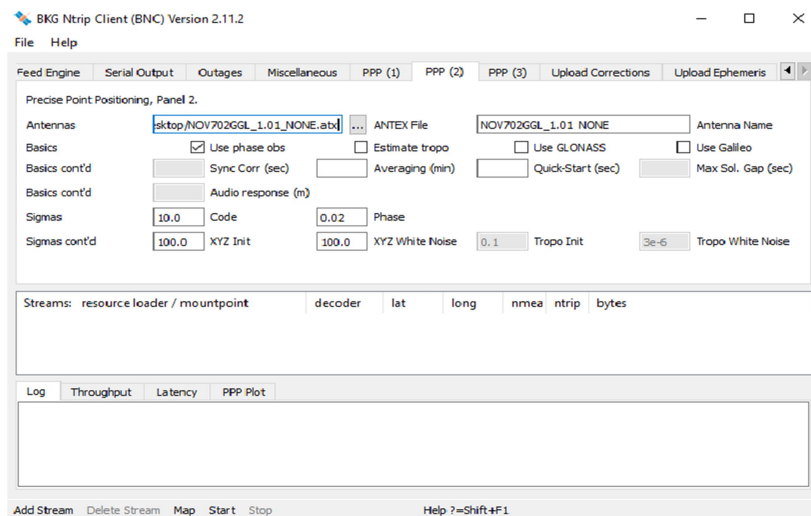 BKG Ntrip Client (BNC) Version 2.11.2
File Help
Feed Engine Serial Output Outages Miscellaneous PPP (1) PPP (2) PPP (3) Upload Corrections Upload Ephemeris
Precise Point Positioning, Panel 2.
Antennas sktop/NOV702GGL_1.01_NONE.atx ... ANTEX File NOV702GGL_1.01 NONE Antenna Name
Basics Use phase obs Estimate tropo Use GLONASS Use Galileo
Basics cont'd Sync Corr (sec) Averaging (min) Quick-Start (sec) Max Sol. Gap (sec)
Basics cont'd Audio response (m)
Sigmas 10.0 Code 0.02 Phase
Sigmas cont'd 100.0 XYZ Init 100.0 XYZ White Noise 0.1 Tropo Init 3e-6 Tropo White Noise
Streams: resource loader / mountpoint decoder lat long nmea ntrip bytes
Log Throughput Latency PPP Plot
Add Stream Delete Stream Map Start Stop Help ?=Shift+F1